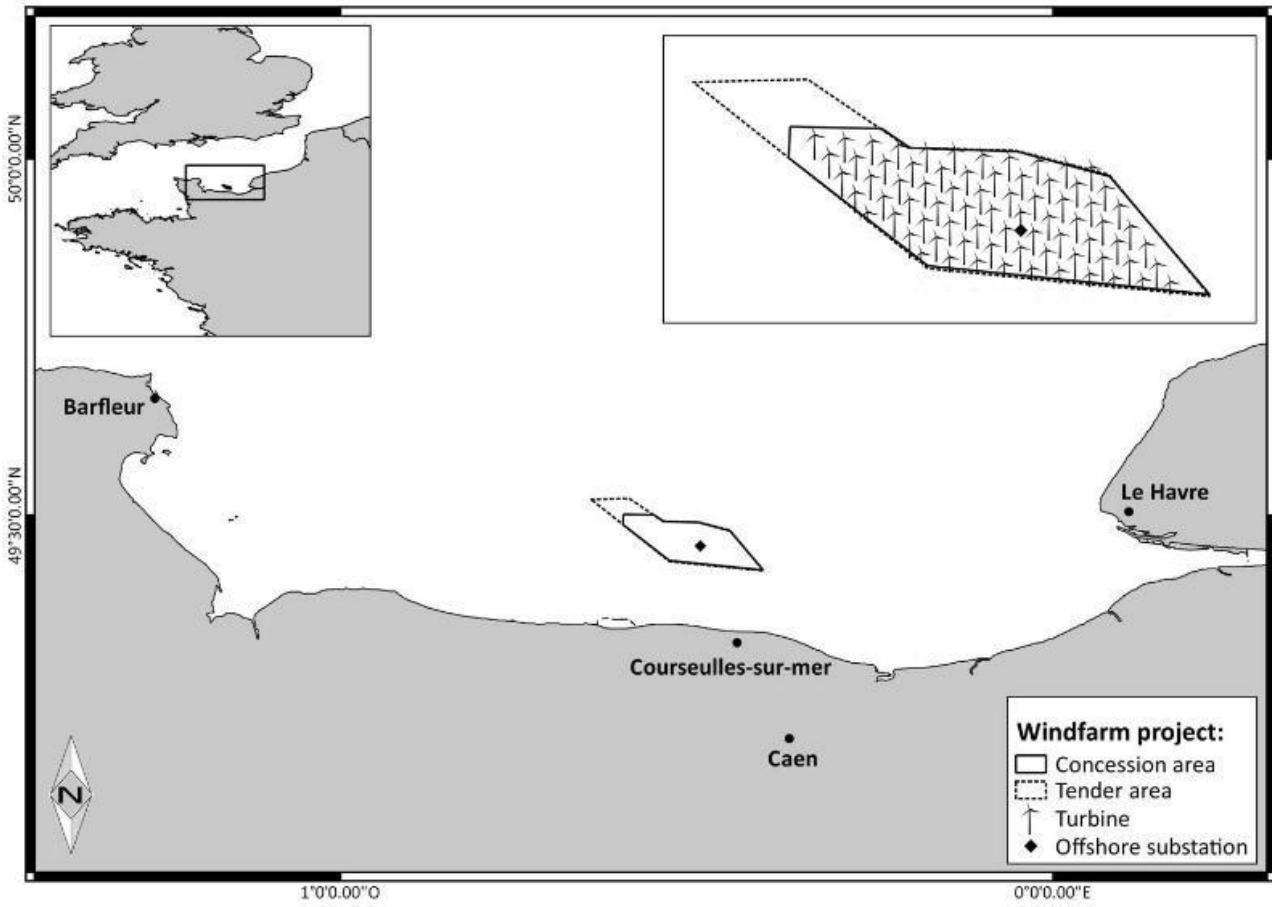 50°0'0.00"N
Barfleur
Le Havre
49°30'0.00"N
Courseulles-sur-mer
Caen
Windfarm project:
Concession area
Tender area
Turbine
Offshore substation
N
1°0'0.00"O
0°0'0.00"E